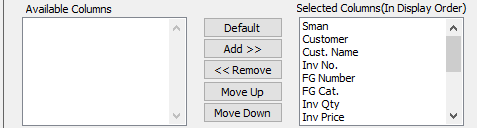 Available Columns
Default
Add >>
<< Remove
Move Up
Move Down
Selected Columns(In Display Order)
Sman
Customer
Cust. Name
Inv No.
FG Number
FG Cat.
Inv Qty
Inv Price